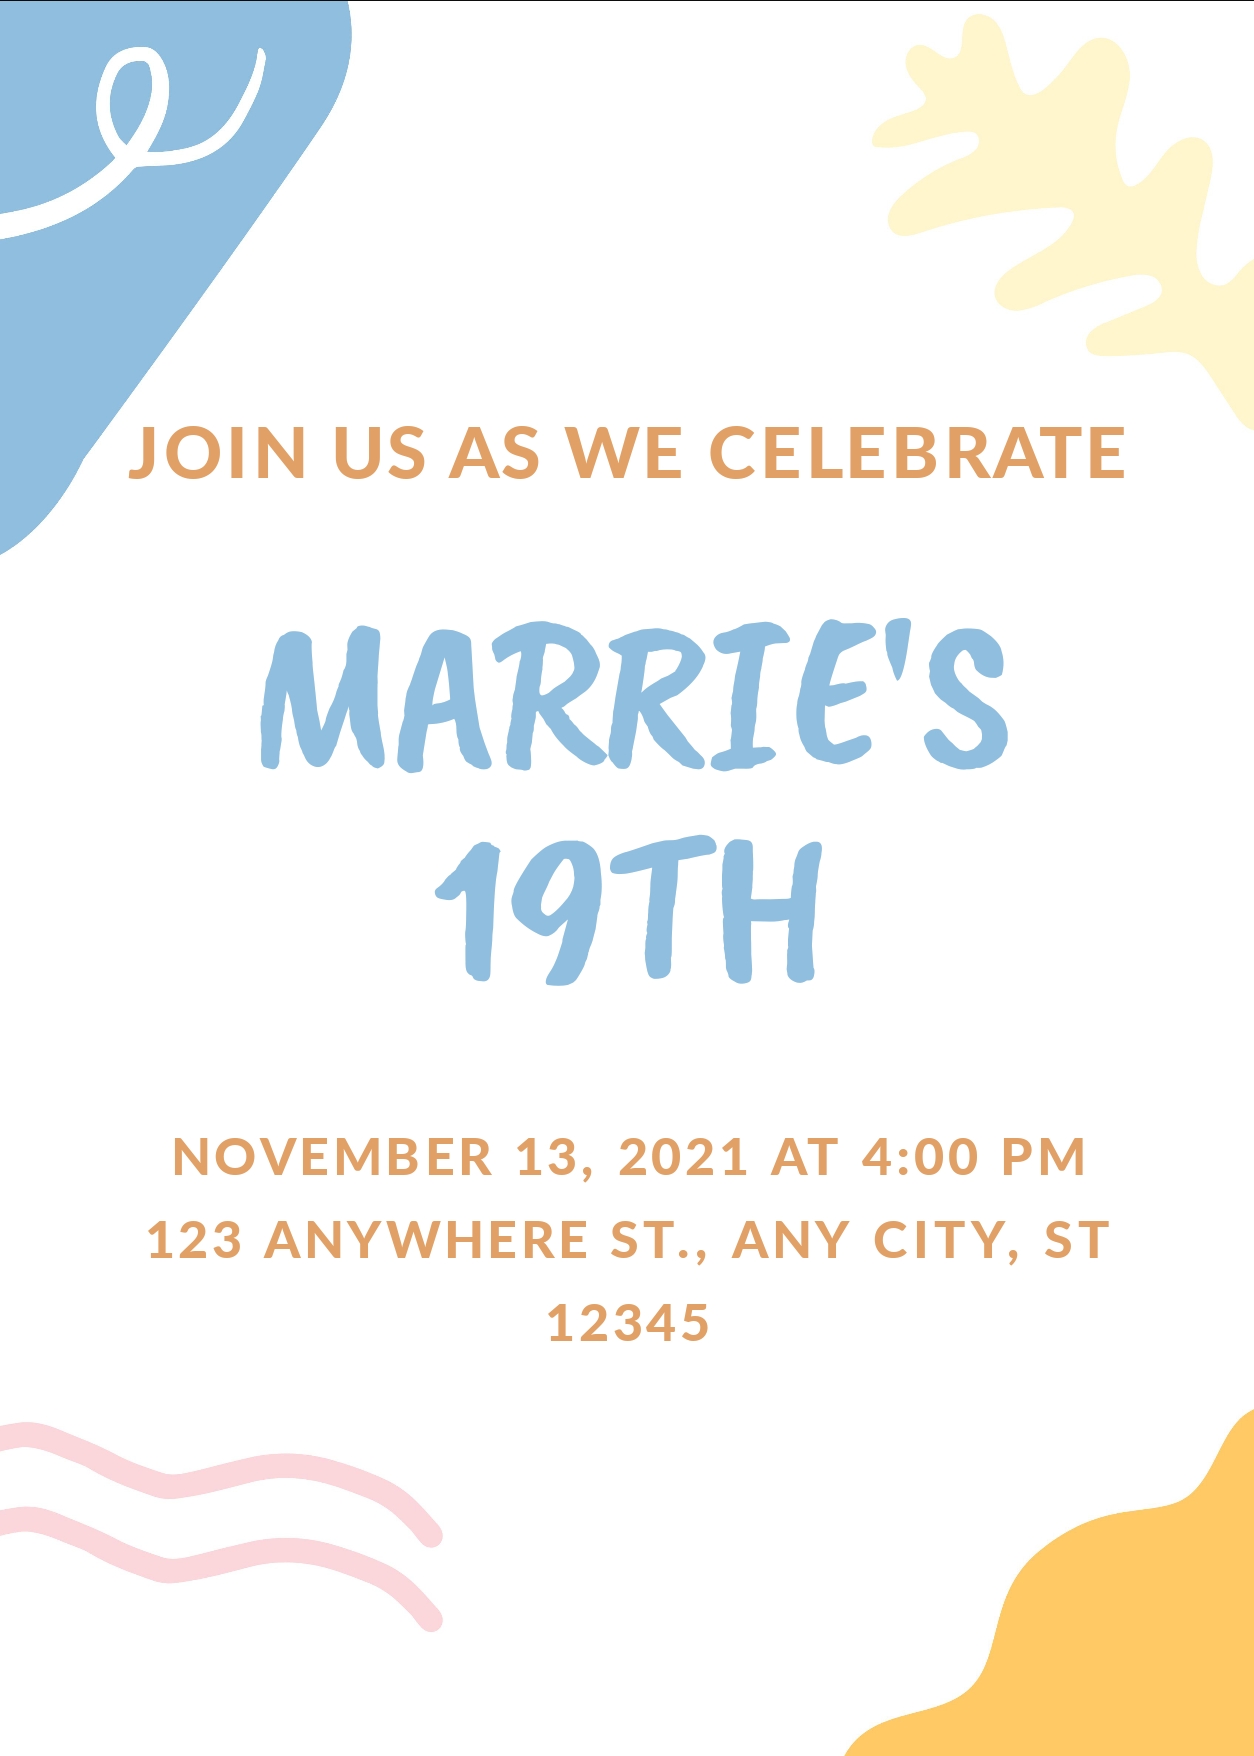 JOIN US AS WE CELEBRATE
MARRIE'S
19TH
NOVEMBER 13, 2021 AT 4:00 PM
123 ANYWHERE ST., ANY CITY, ST
12345